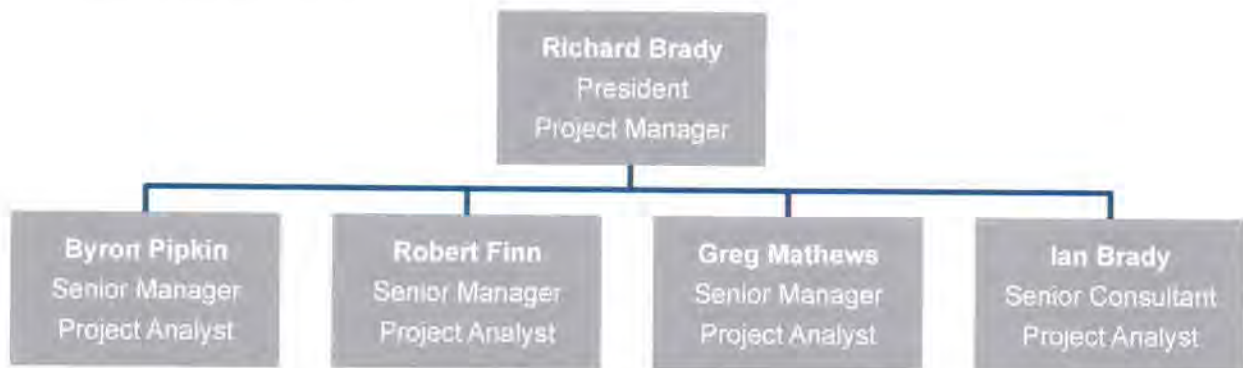 Richard Brady
President
Project Manager
Byron Pipkin
Senior Manager
Project Analyst
Robert Finn
Senior Manager
Project Analyst
Greg Mathews
Senior Manager
Project Analyst
Ian Brady
Senior Consultant
Project Analyst